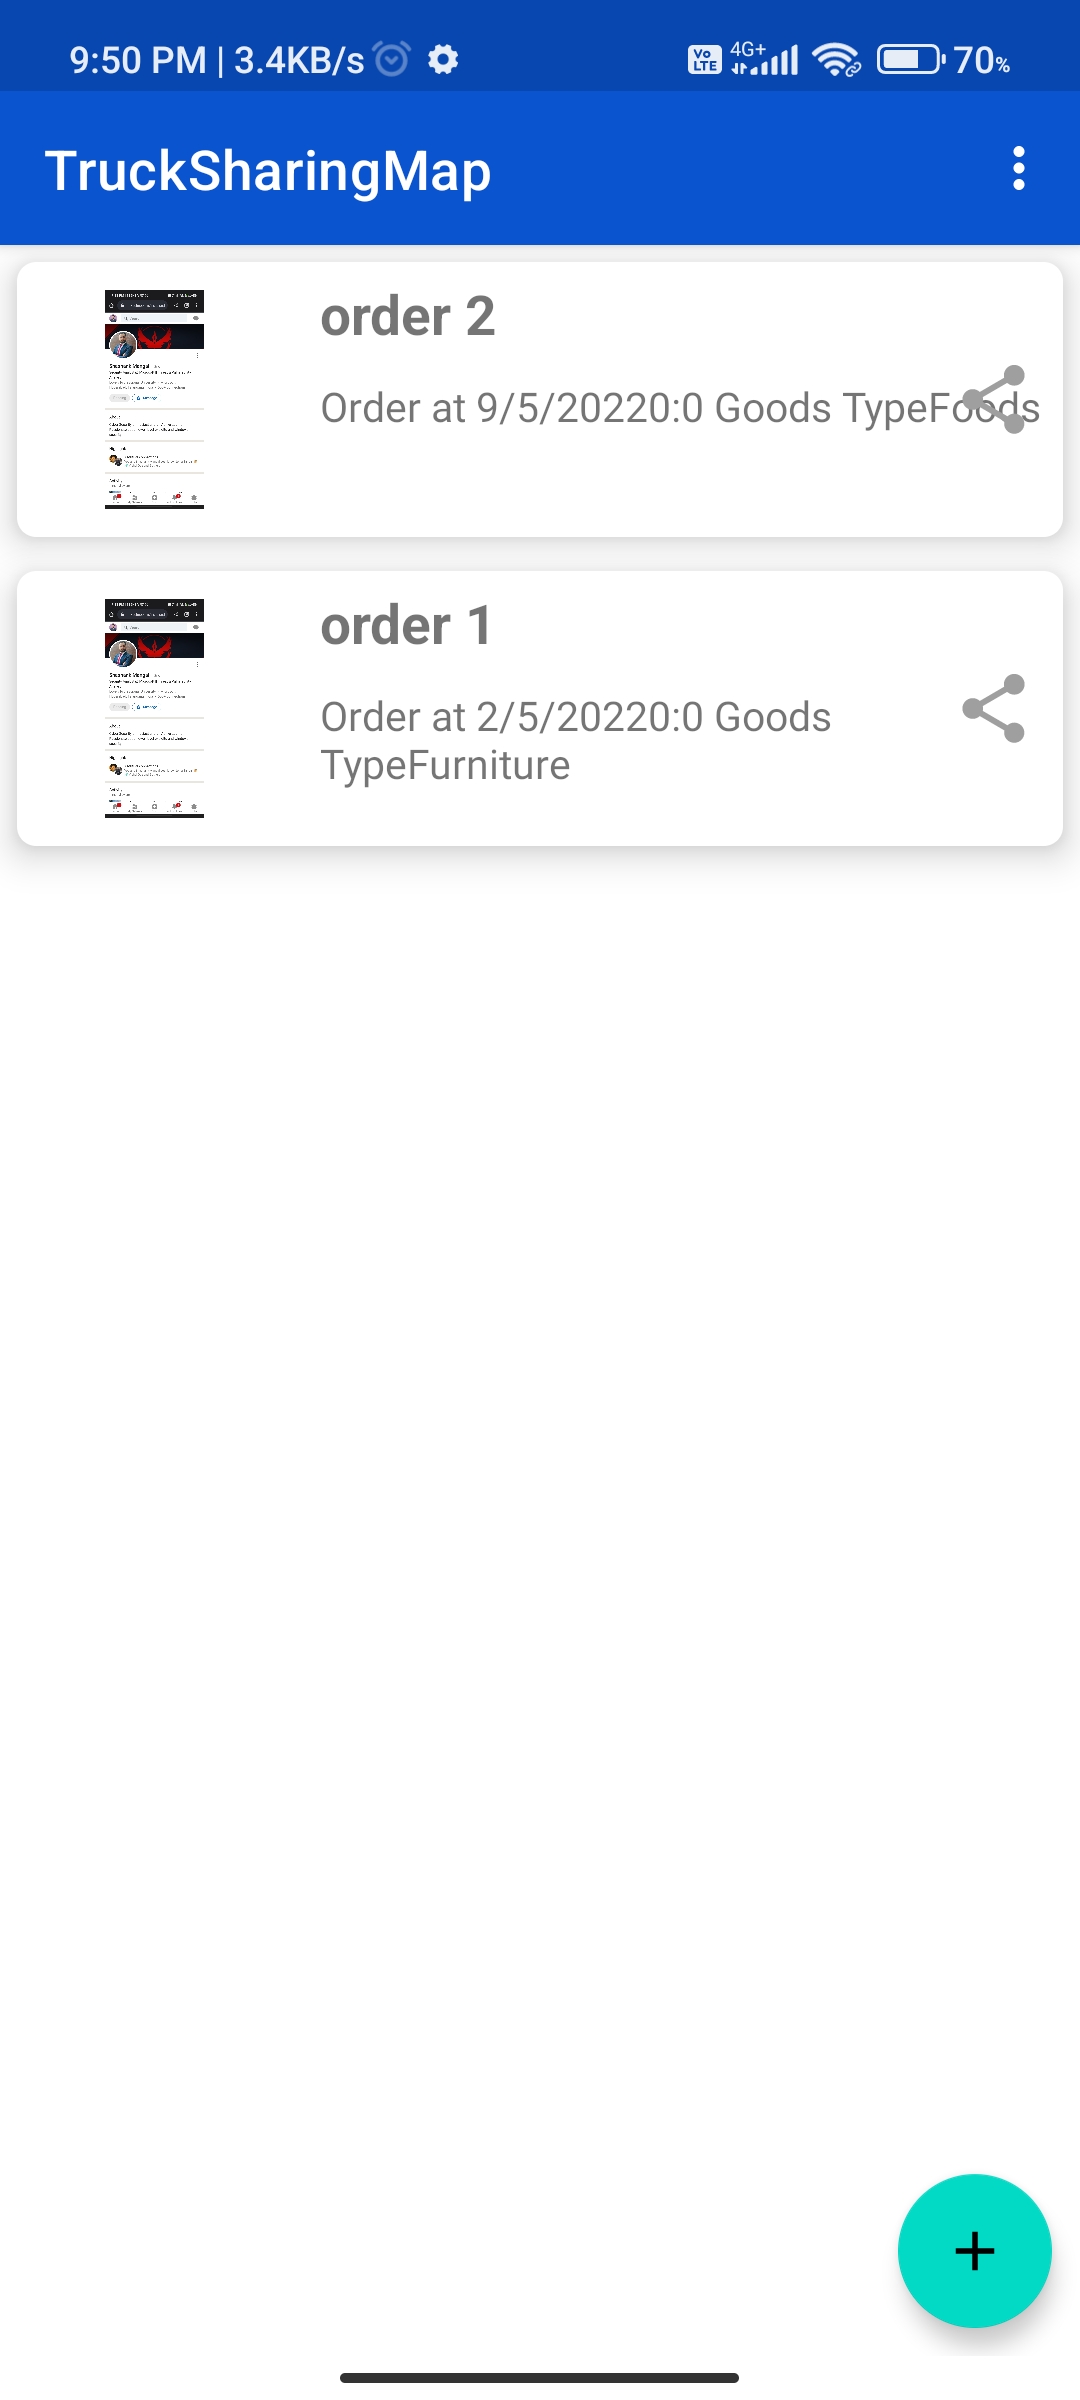 9:50 PM | 3.4KB/s
Vo LTE 4G+ 70%
TruckSharingMap
order 2
Order at 9/5/20220:0 Goods TypeFoods
order 1
Order at 2/5/20220:0 Goods
TypeFurniture